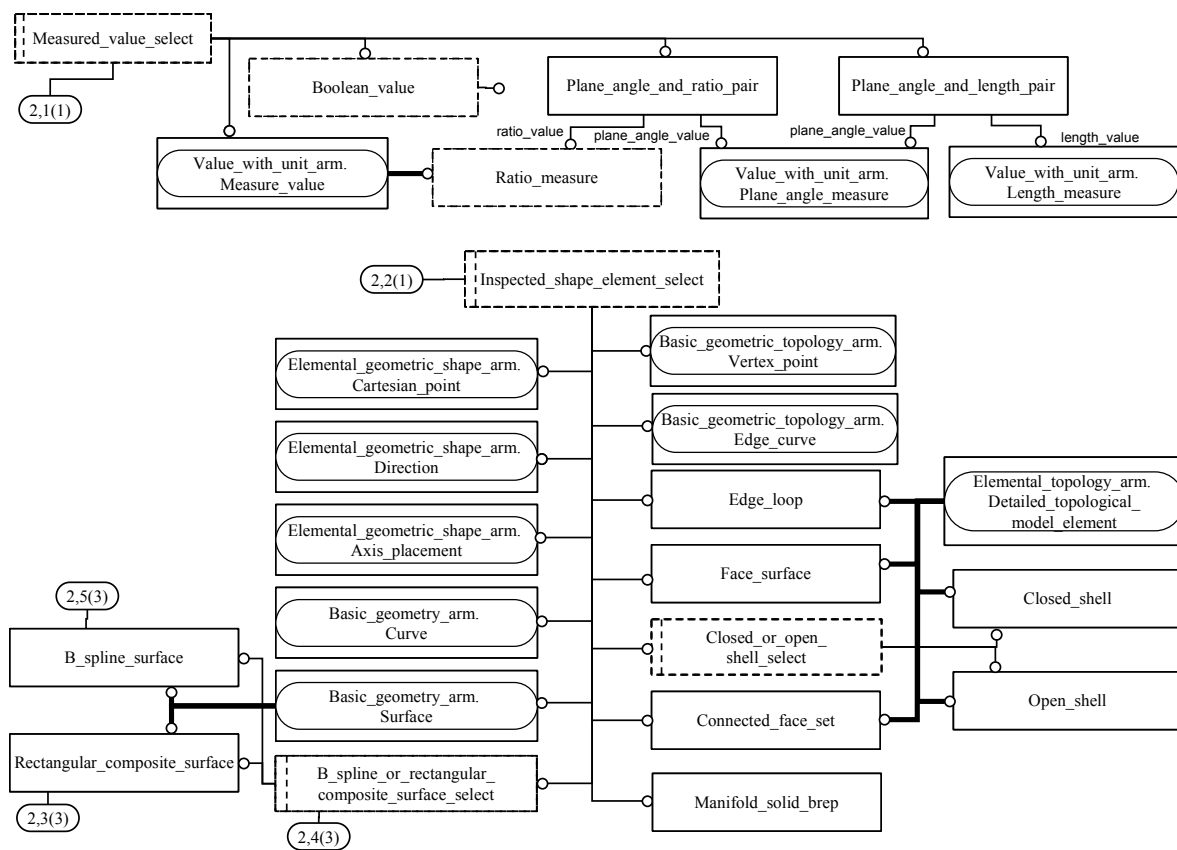 Measured_value_select
2,1(1)
Boolean_value
Plane_angle_and_ratio_pair
Plane_angle_and_length_pair
ratio_value
plane_angle_value
plane_angle_value
length_value
Value_with_unit_arm.
Measure_value
Ratio_measure
Value_with_unit_arm.
Plane_angle_measure
Value_with_unit_arm.
Length_measure
2,2(1)
Inspected_shape_element_select
Elemental_geometric_shape_arm.
Cartesian_point
Basic_geometric_topology_arm.
Vertex_point
Elemental_geometric_shape_arm.
Direction
Basic_geometric_topology_arm.
Edge_curve
Elemental_geometric_shape_arm.
Axis_placement
Edge_loop
Elemental_topology_arm.
Detailed_topological_
model_element
Face_surface
Closed_shell
2,5(3)
B_spline_surface
Basic_geometry_arm.
Curve
Closed_or_open_
shell_select
Basic_geometry_arm.
Surface
Connected_face_set
Open_shell
Rectangular_composite_surface
2,3(3)
B_spline_or_rectangular_
composite_surface_select
2,4(3)
Manifold_solid_brep